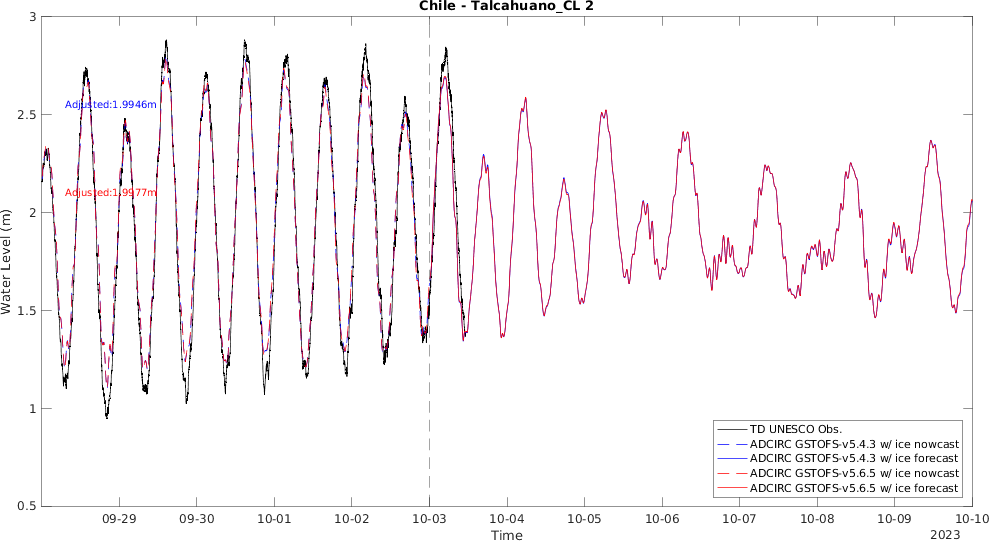 Chile - Talcahuano_CL 2
Water Level (m)
3
2.5
2
1.5
1
0.5
Adjusted:1.9946m
Adjusted:1.9977m
TD UNESCO Obs.
ADCIRC GSTOFS-v5.4.3 w/ ice nowcast
ADCIRC GSTOFS-v5.4.3 w/ ice forecast
ADCIRC GSTOFS-v5.6.5 w/ ice nowcast
ADCIRC GSTOFS-v5.6.5 w/ ice forecast
09-29 09-30 10-01 10-02 10-03 10-04 10-05 10-06 10-07 10-08 10-09 10-10
Time
2023